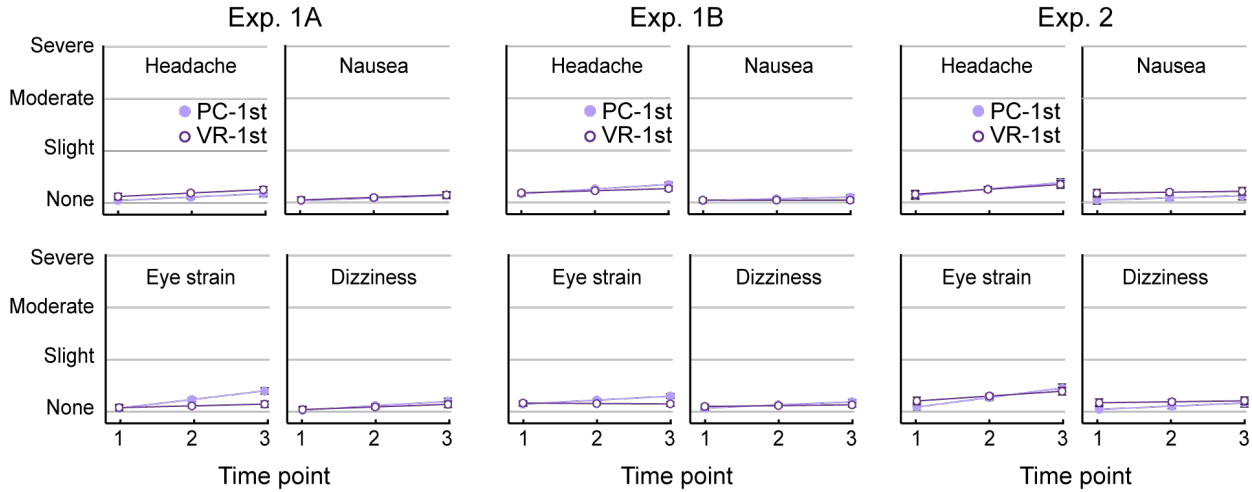 Exp. 1A Exp. 1B Exp. 2
Severe
Headache Nausea Headache Nausea Headache Nausea
Moderate
PC-1st PC-1st PC-1st
VR-1st VR-1st VR-1st
Slight
None
Severe
Eye strain Dizziness Eye strain Dizziness Eye strain Dizziness
Moderate
Slight
None
1 2 3 1 2 3 1 2 3 1 2 3 1 2 3 1 2 3
Time point Time point Time point